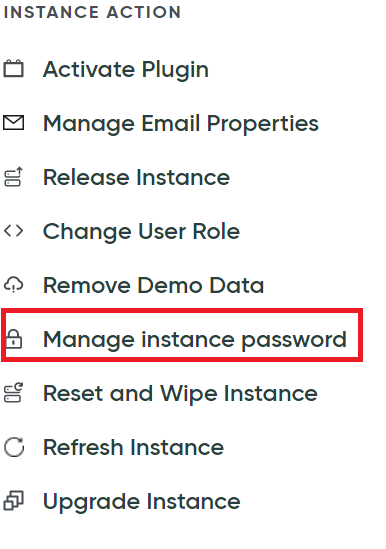 INSTANCE ACTION
Activate Plugin
Manage Email Properties
Release Instance
Change User Role
Remove Demo Data
Manage instance password
Reset and Wipe Instance
Refresh Instance
Upgrade Instance